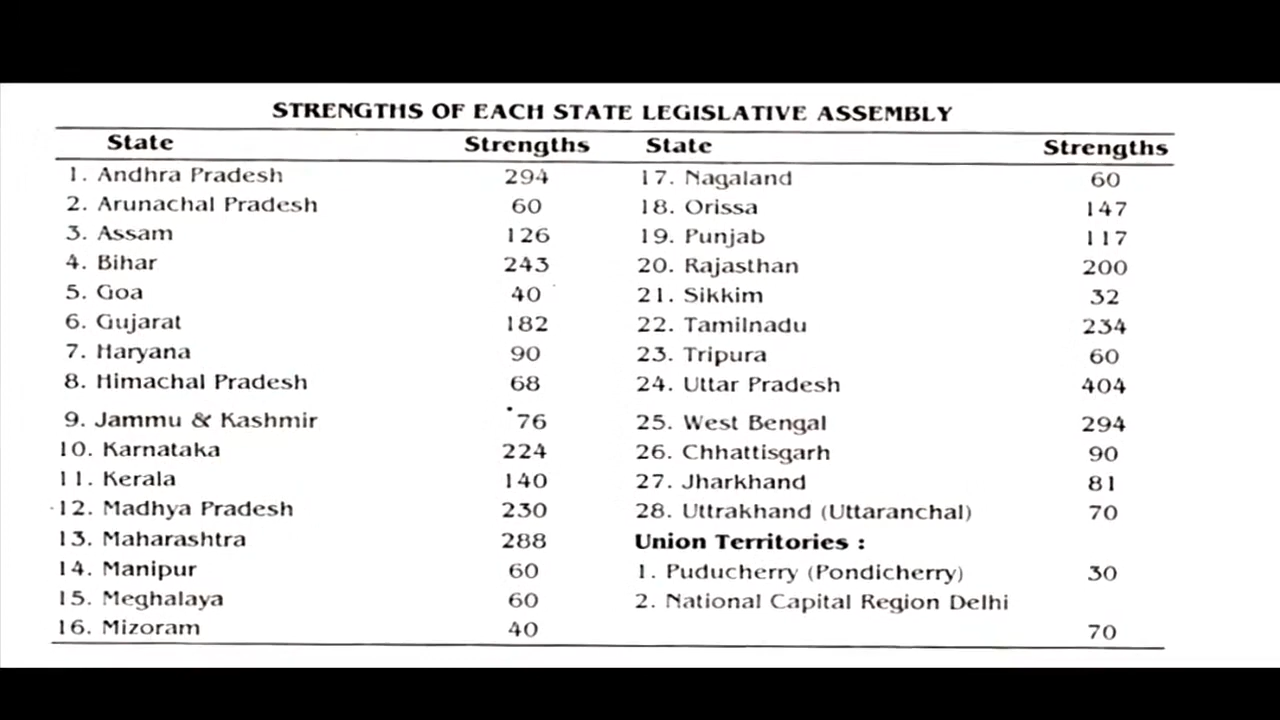 STRENGTHS OF EACH STATE LEGISLATIVE ASSEMBLY
State Strengths State Strengths
1. Andhra Pradesh 294 17. Nagaland 60
2. Arunachal Pradesh 60 18. Orissa 147
3. Assam 126 19. Punjab 117
4. Bihar 243 20. Rajasthan 200
5. Goa 40 21. Sikkim 32
6. Gujarat 182 22. Tamilnadu 234
7. Haryana 90 23. Tripura 60
8. Himachal Pradesh 68 24. Uttar Pradesh 404
9. Jammu & Kashmir 76 25. West Bengal 294
10. Karnataka 224 26. Chhattisgarh 90
11. Kerala 140 27. Jharkhand 81
12. Madhya Pradesh 230 28. Uttrakhand (Uttaranchal) 70
13. Maharashtra 288 Union Territories :
14. Manipur 60 1. Puducherry (Pondicherry) 30
15. Meghalaya 60 2. National Capital Region Delhi
16. Mizoram 40 70